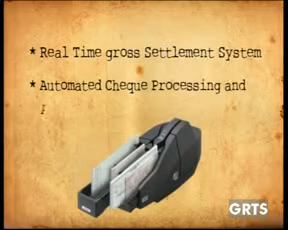 * Real Time gross Settlement System
* Automated Cheque Processing and
GRTS